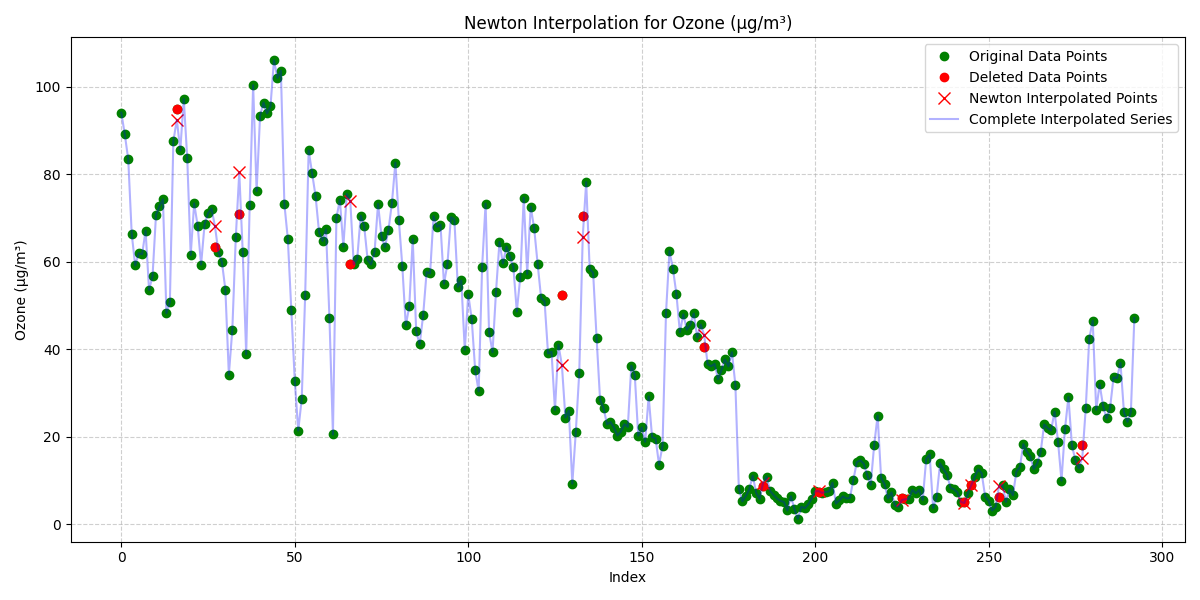 Newton Interpolation for Ozone (µg/m³)
Ozone (µg/m³)
100
80
60
40
20
0
0 50 100 150 200 250 300
Index
Original Data Points
Deleted Data Points
Newton Interpolated Points
Complete Interpolated Series